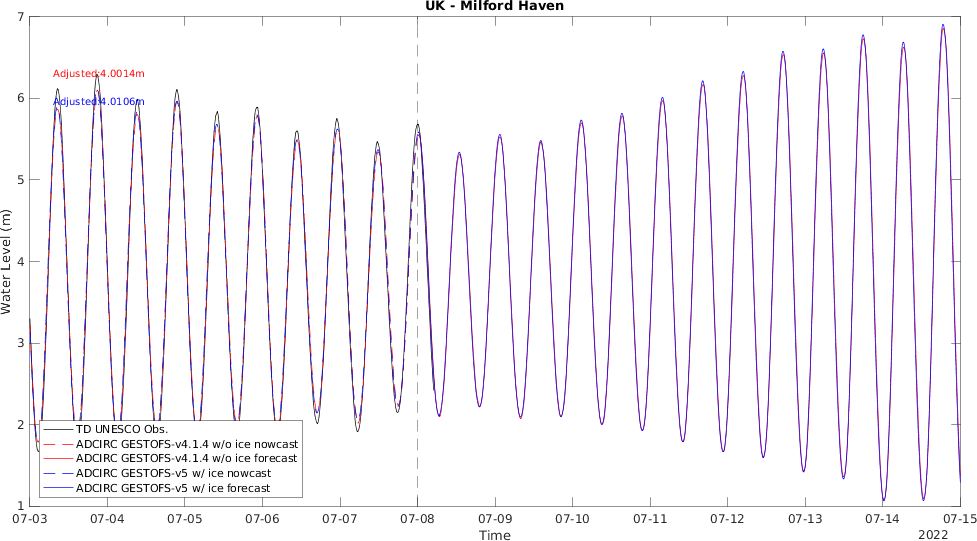 UK - Milford Haven
7
6
5
4
3
2
1
Water Level (m)
Adjusted:4.0014m
Adjusted:4.0106m
TD UNESCO Obs.
ADCIRC GESTOFS-v4.1.4 w/o ice nowcast
ADCIRC GESTOFS-v4.1.4 w/o ice forecast
ADCIRC GESTOFS-v5 w/ ice nowcast
ADCIRC GESTOFS-v5 w/ ice forecast
07-03 07-04 07-05 07-06 07-07 07-08 07-09 07-10 07-11 07-12 07-13 07-14 07-15
Time
2022